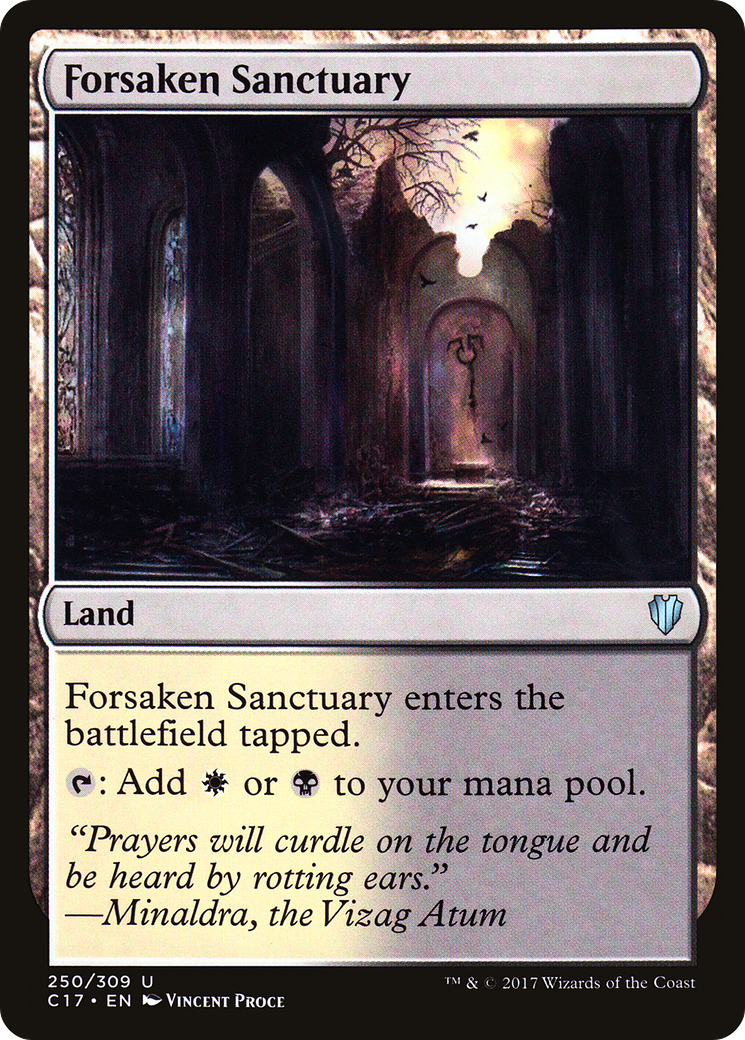 Forsaken Sanctuary
Land
Forsaken Sanctuary enters the
battlefield tapped.
: Add or to your mana pool.
“Prayers will curdle on the tongue and
be heard by rotting ears.”
—Minaldra, the Vizag Atum
250/309 U
™ & © 2017 Wizards of the Coast
C17 • EN Vincent Proce